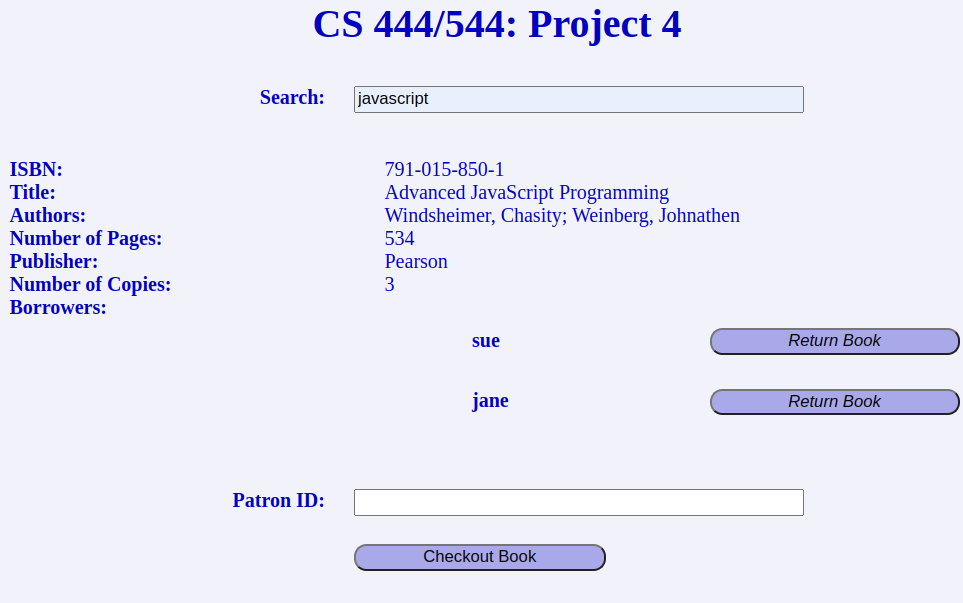 CS 444/544: Project 4
Search: javascript
ISBN: 791-015-850-1
Title: Advanced JavaScript Programming
Authors: Windsheimer, Chasity; Weinberg, Johnathen
Number of Pages: 534
Publisher: Pearson
Number of Copies: 3
Borrowers:
sue Return Book
jane Return Book
Patron ID:
Checkout Book